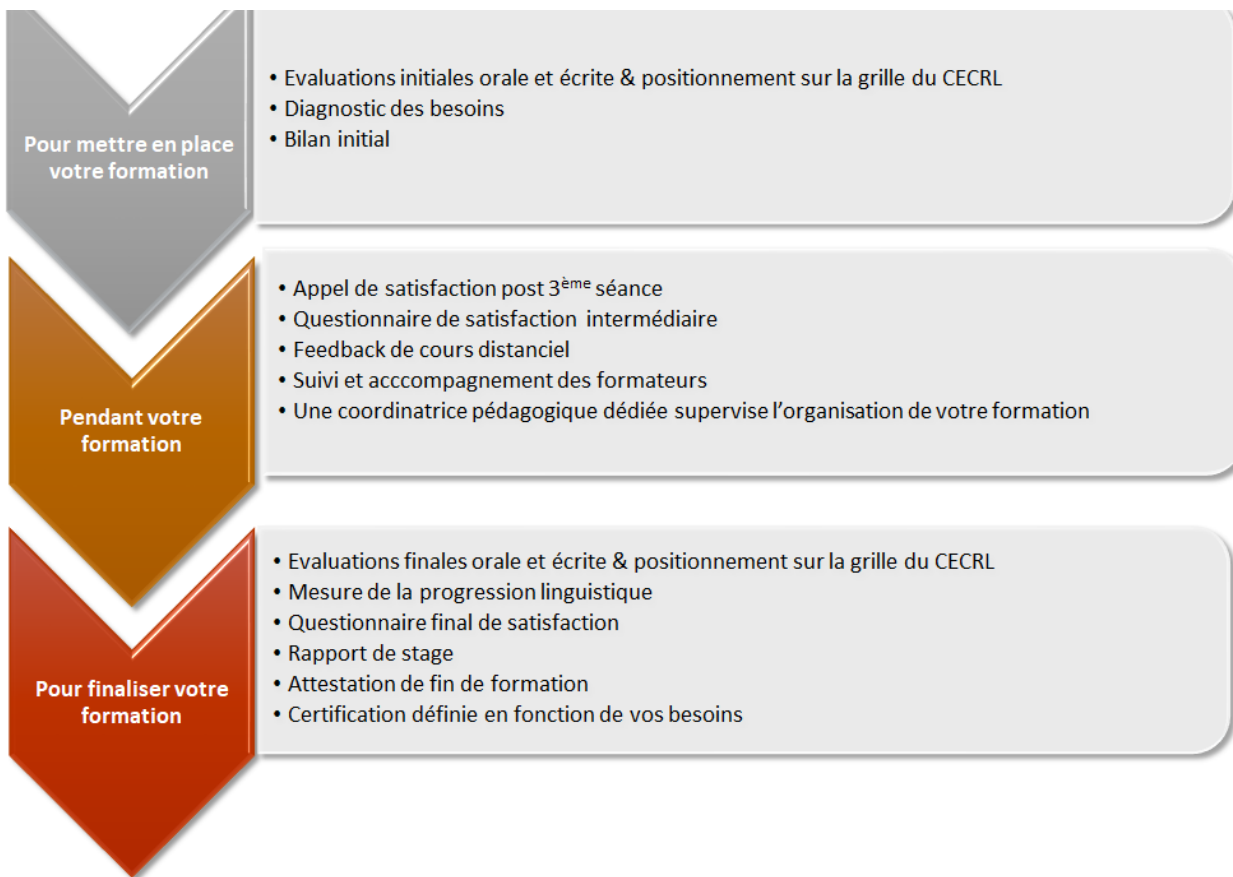 Pour mettre en place
votre formation
• Evaluations initiales orale et écrite & positionnement sur la grille du CECRL
• Diagnostic des besoins
• Bilan initial
Pendant votre
formation
• Appel de satisfaction post 3ème séance
• Questionnaire de satisfaction intermédiaire
• Feedback de cours distanciel
• Suivi et acccompagnement des formateurs
• Une coordinatrice pédagogique dédiée supervise l’organisation de votre formation
Pour finaliser votre
formation
• Evaluations finales orale et écrite & positionnement sur la grille du CECRL
• Mesure de la progression linguistique
• Questionnaire final de satisfaction
• Rapport de stage
• Attestation de fin de formation
• Certification définie en fonction de vos besoins